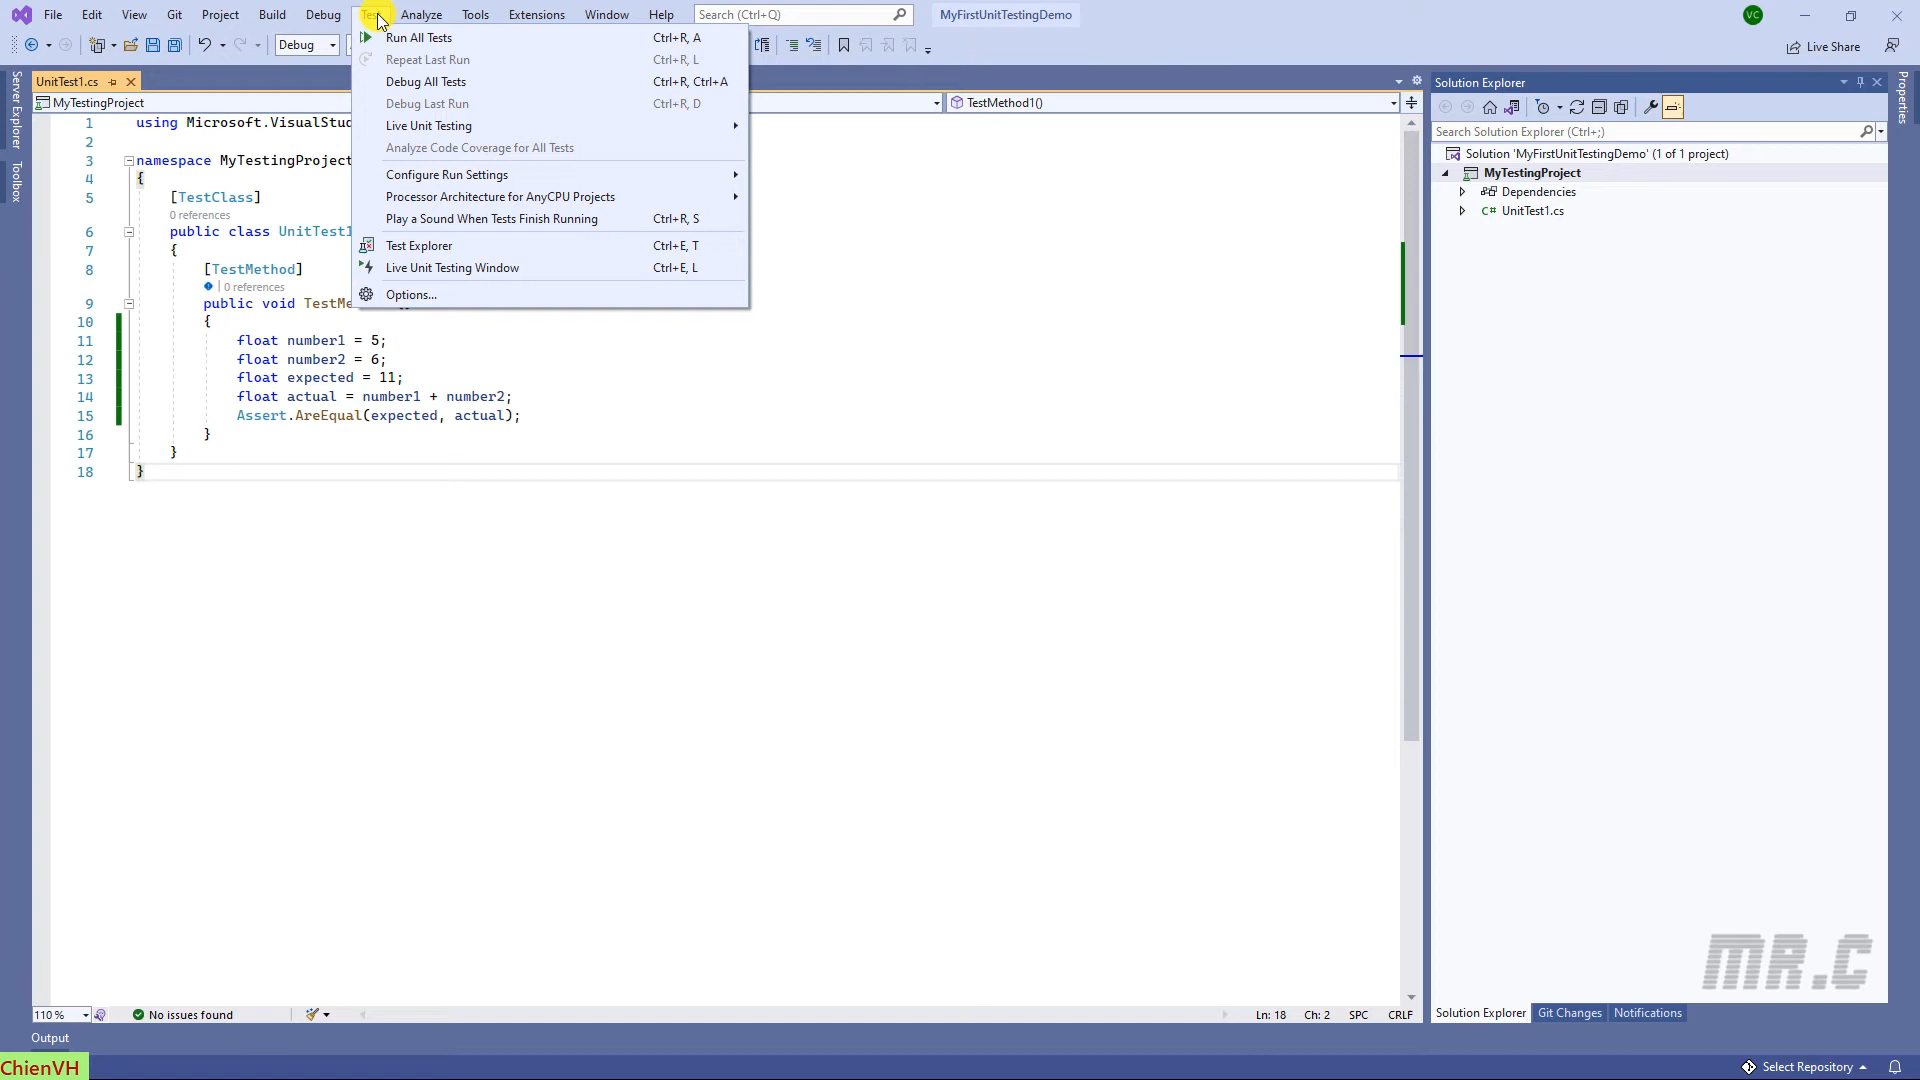 File Edit View Git Project Build Debug Test Analyze Tools Extensions Window Help Search (Ctrl+Q) MyFirstUnitTestingDemo VC
Debug Live Share
Run All Tests Ctrl+R, A
Repeat Last Run Ctrl+R, L
Debug All Tests Ctrl+R, Ctrl+A
Debug Last Run Ctrl+R, D
Live Unit Testing
Analyze Code Coverage for All Tests
Configure Run Settings
Processor Architecture for AnyCPU Projects
Play a Sound When Tests Finish Running Ctrl+R, S
Test Explorer Ctrl+E, T
Live Unit Testing Window Ctrl+E, L
Options...
Server Explorer
Toolbox
UnitTest1.cs
MyTestingProject TestMethod1()
1 using Microsoft.VisualStud
2
3 namespace MyTestingProject
4 {
5 [TestClass]
0 references
6 public class UnitTest1
7 {
8 [TestMethod]
0 references
9 public void TestMe
10 {
11 float number1 = 5;
12 float number2 = 6;
13 float expected = 11;
14 float actual = number1 + number2;
15 Assert.AreEqual(expected, actual);
16 }
17 }
18 }
Solution Explorer
Search Solution Explorer (Ctrl+;)
Solution 'MyFirstUnitTestingDemo' (1 of 1 project)
MyTestingProject
Dependencies
C# UnitTest1.cs
Properties
MR.C
110 % No issues found Ln: 18 Ch: 2 SPC CRLF
Solution Explorer Git Changes Notifications
Output
ChienVH
Select Repository